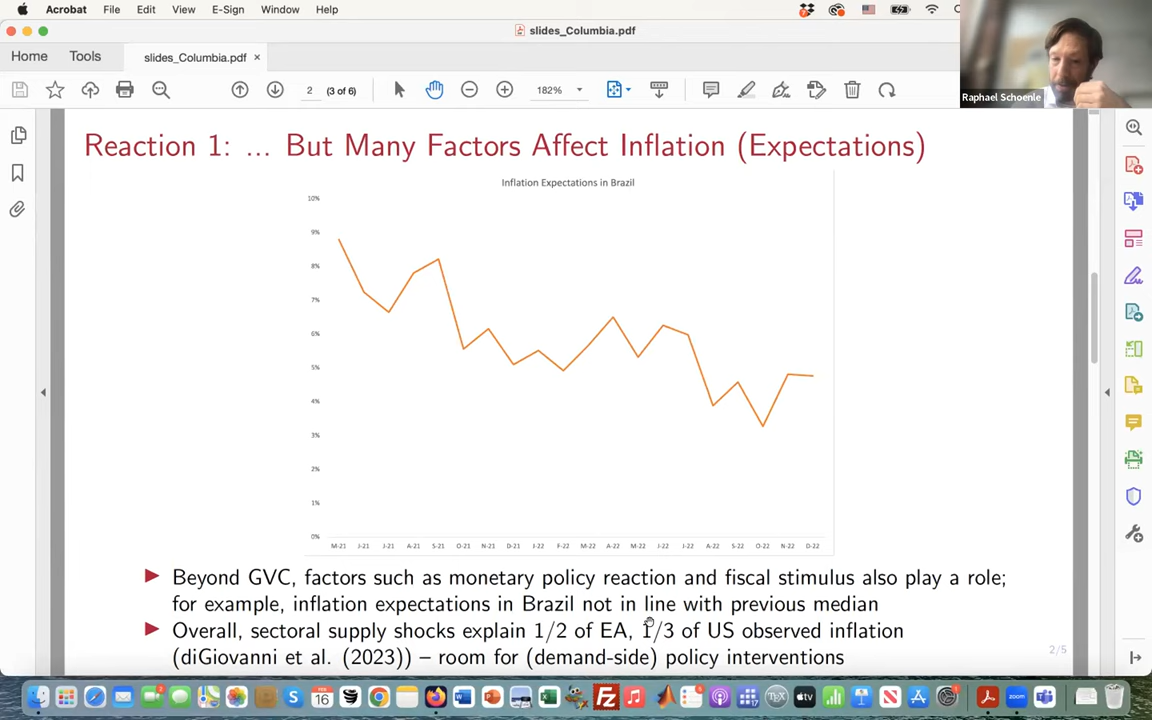 Acrobat File Edit View E-Sign Window Help
slides_Columbia.pdf
Home Tools slides_Columbia.pdf ×
2 (3 of 6) 182%
Raphael Schoenle
Reaction 1: ... But Many Factors Affect Inflation (Expectations)
Inflation Expectations in Brazil
10%
9%
8%
7%
6%
5%
4%
3%
2%
1%
0%
M-21 J-21 J-21 A-21 S-21 O-21 N-21 D-21 J-22 F-22 M-22 A-22 M-22 J-22 J-22 A-22 S-22 O-22 N-22 D-22
Beyond GVC, factors such as monetary policy reaction and fiscal stimulus also play a role;
for example, inflation expectations in Brazil not in line with previous median
Overall, sectoral supply shocks explain 1/2 of EA, 1/3 of US observed inflation
(diGiovanni et al. (2023)) – room for (demand-side) policy interventions
2/5
FEB
16
zoom
tv